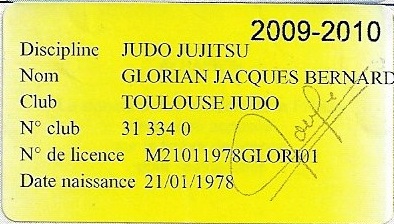 2009-2010
Discipline JUDO JUJITSU
Nom GLORIAN JACQUES BERNARD
Club TOULOUSE JUDO
N° club 31 334 0
N° de licence M21011978GLORI01
Date naissance 21/01/1978